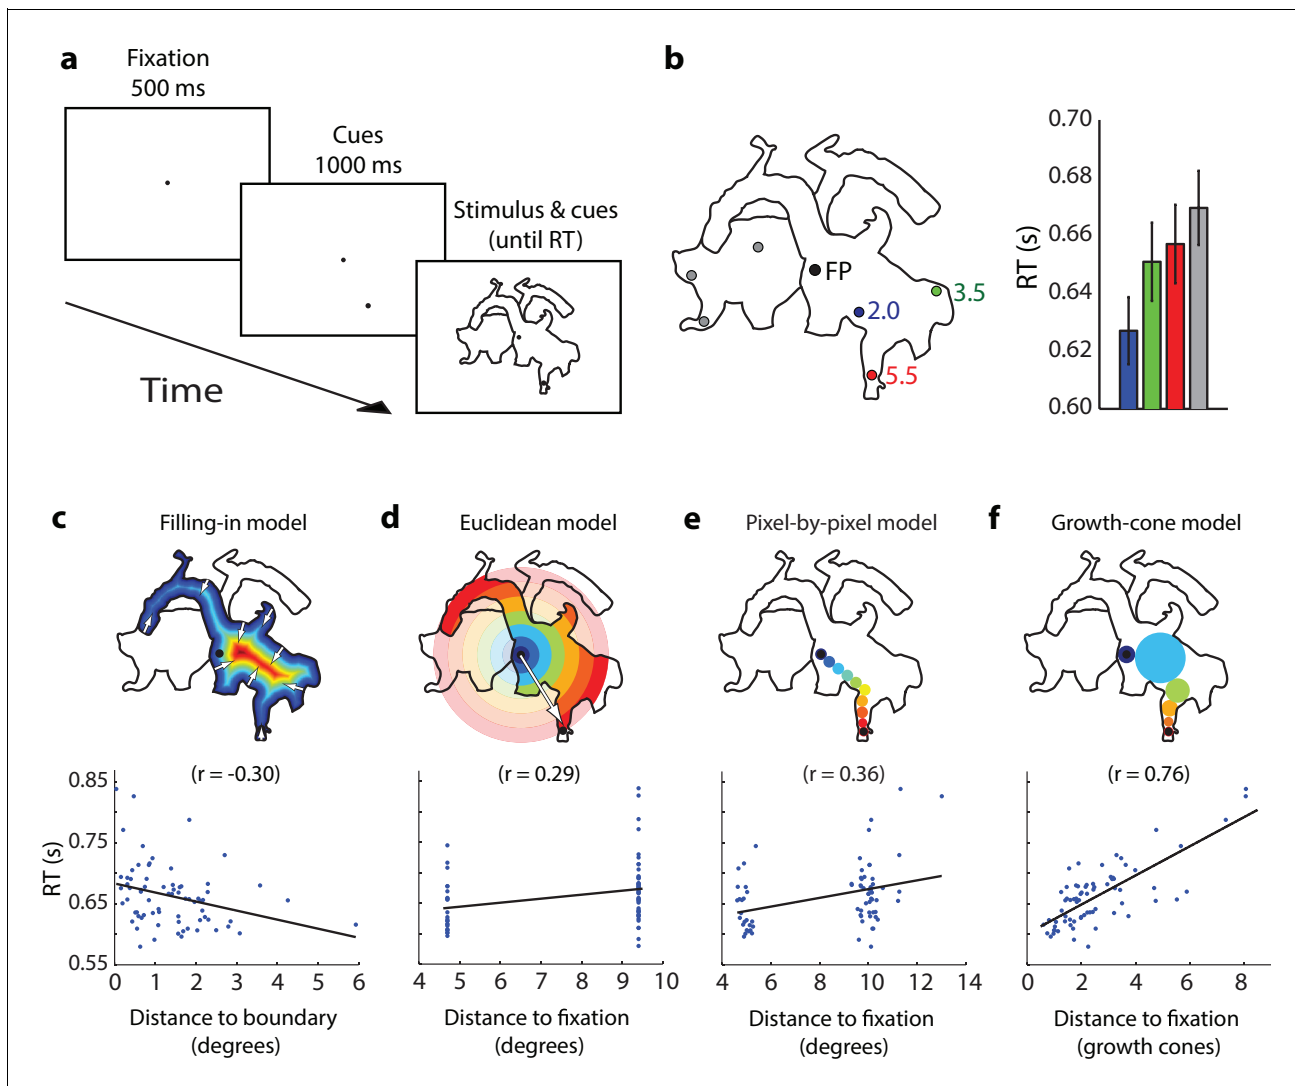 a
Fixation
500 ms
Cues
1000 ms
Stimulus & cues
(until RT)
Time
b
FP
2.0
3.5
5.5
RT (s)
0.70
0.68
0.66
0.64
0.62
0.60
c
Filling-in model
(r = -0.30)
RT (s)
0.85
0.75
0.65
0.55
0 1 2 3 4 5 6
Distance to boundary
(degrees)
d
Euclidean model
(r = 0.29)
4 5 6 7 8 9 10
Distance to fixation
(degrees)
e
Pixel-by-pixel model
(r = 0.36)
4 6 8 10 12 14
Distance to fixation
(degrees)
f
Growth-cone model
(r = 0.76)
0 2 4 6 8
Distance to fixation
(growth cones)